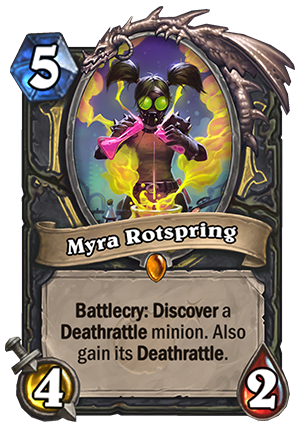 5
Myra Rotspring
Battlecry: Discover a
Deathrattle minion. Also
gain its Deathrattle.
4
2